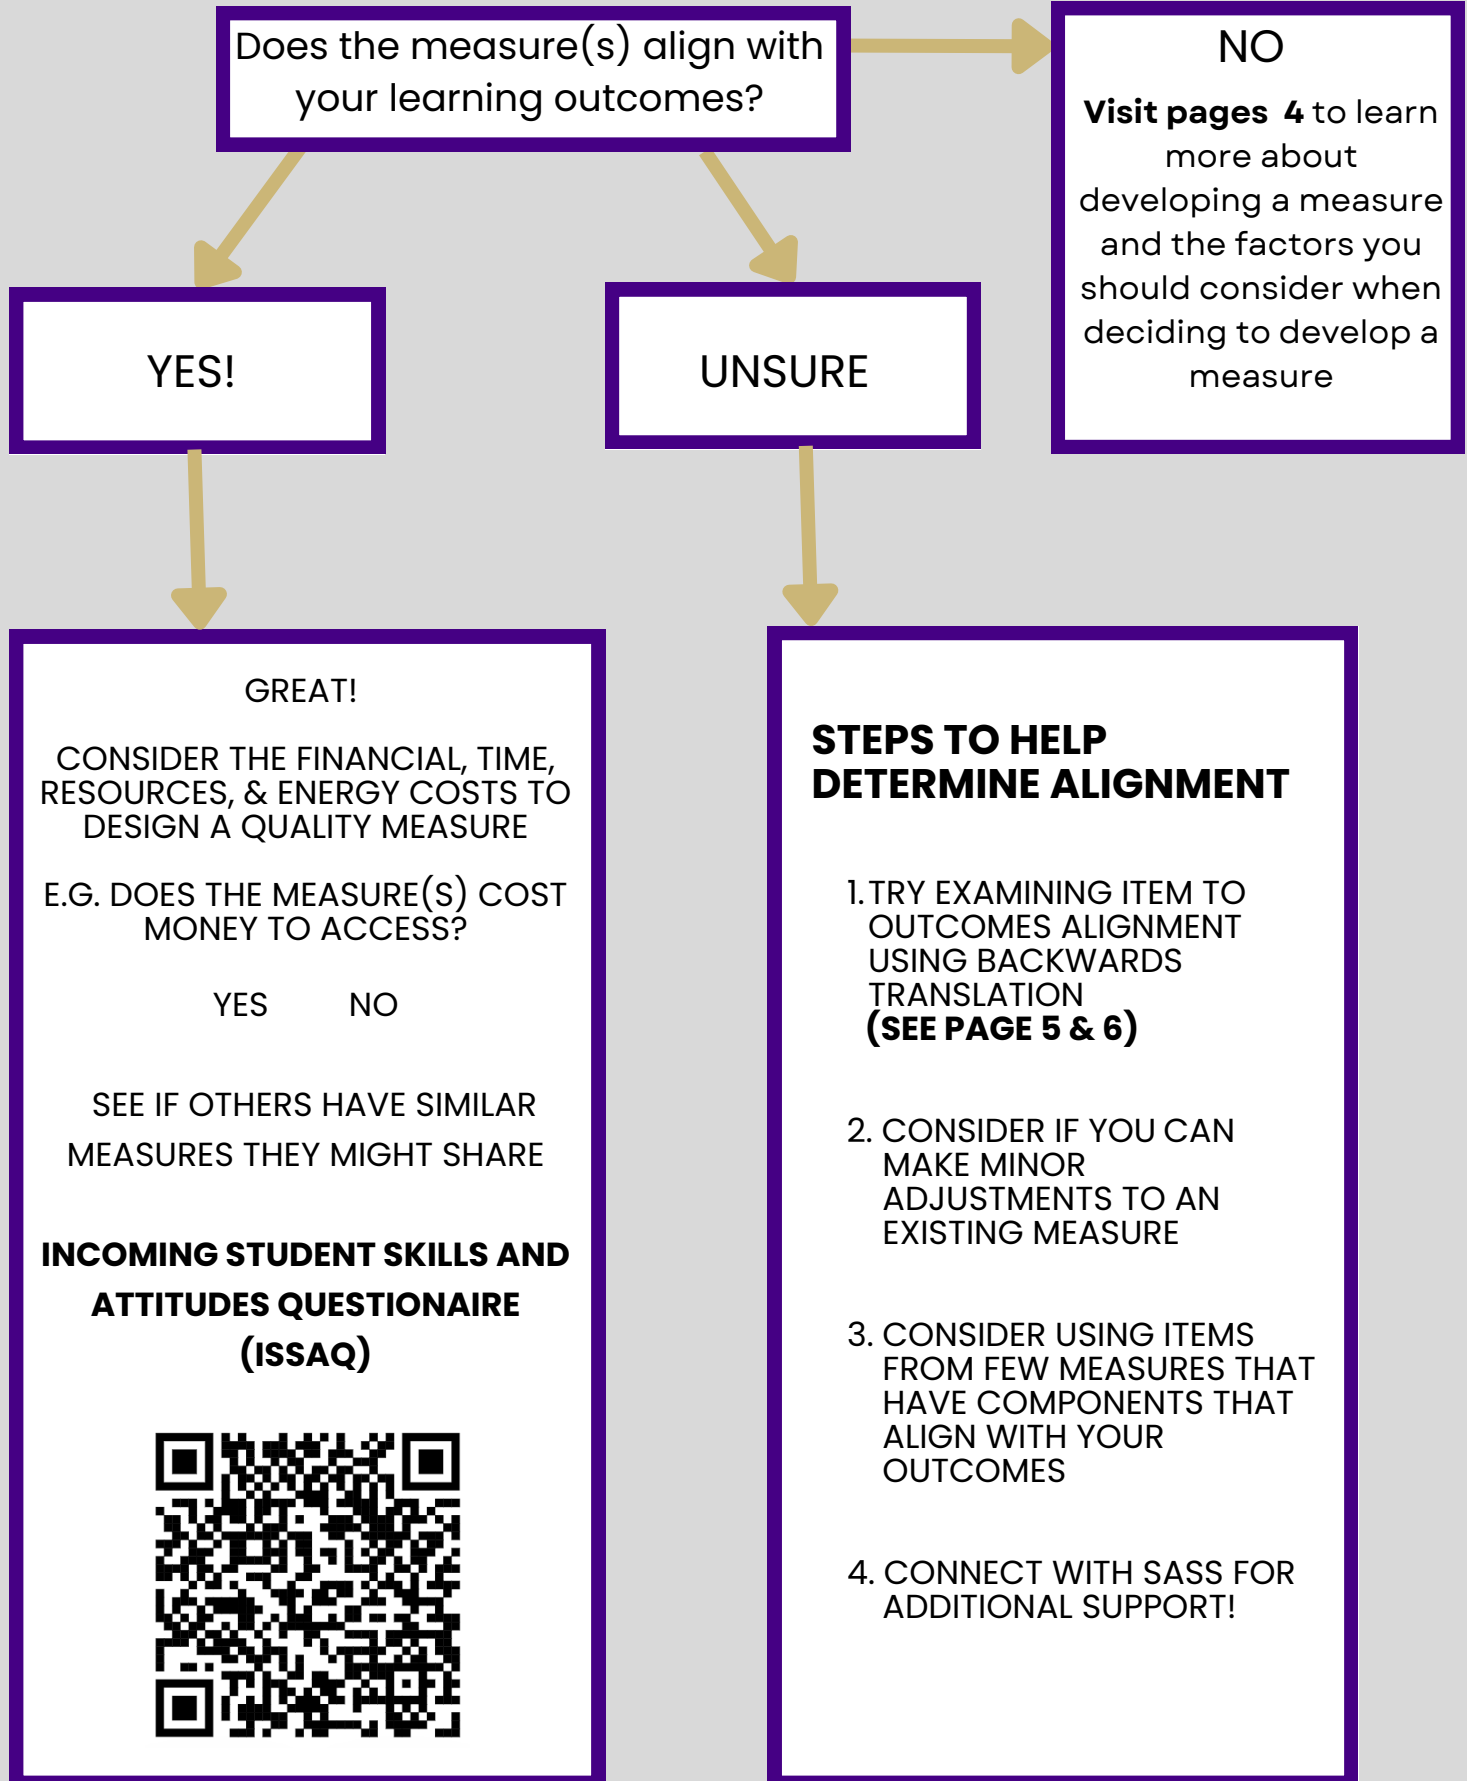 Does the measure(s) align with
your learning outcomes?
NO
Visit pages  4 to learn
more about
developing a measure
and the factors you
should consider when
deciding to develop a
measure
YES!
UNSURE
GREAT!
CONSIDER THE FINANCIAL, TIME,
RESOURCES, & ENERGY COSTS TO
DESIGN A QUALITY MEASURE
E.G. DOES THE MEASURE(S) COST
MONEY TO ACCESS?
YES NO
SEE IF OTHERS HAVE SIMILAR
MEASURES THEY MIGHT SHARE
INCOMING STUDENT SKILLS AND
ATTITUDES QUESTIONAIRE
(ISSAQ)
STEPS TO HELP
DETERMINE ALIGNMENT
1. TRY EXAMINING ITEM TO
OUTCOMES ALIGNMENT
USING BACKWARDS
TRANSLATION
(SEE PAGE 5 & 6)
2. CONSIDER IF YOU CAN
MAKE MINOR
ADJUSTMENTS TO AN
EXISTING MEASURE
3. CONSIDER USING ITEMS
FROM FEW MEASURES THAT
HAVE COMPONENTS THAT
ALIGN WITH YOUR
OUTCOMES
4. CONNECT WITH SASS FOR
ADDITIONAL SUPPORT!